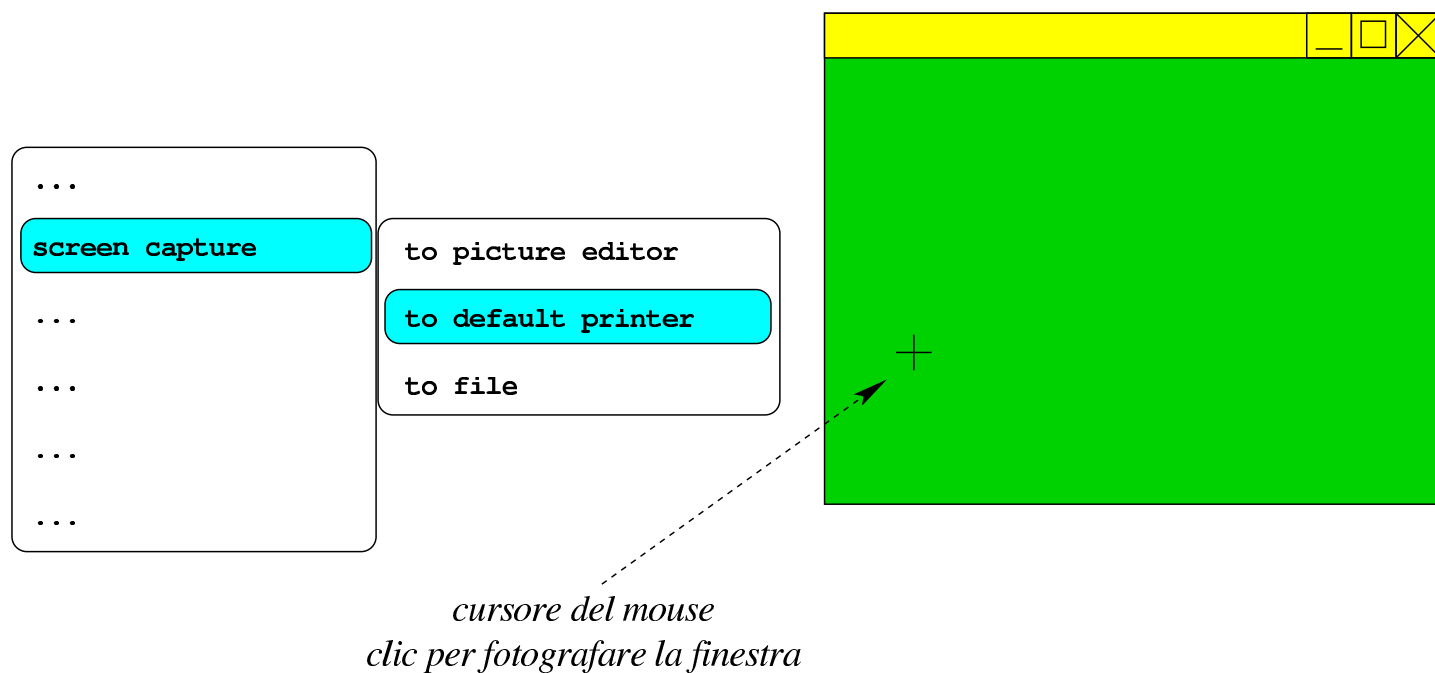 ...
screen capture
...
...
...
...
to picture editor
to default printer
to file
cursore del mouse
clic per fotografare la finestra